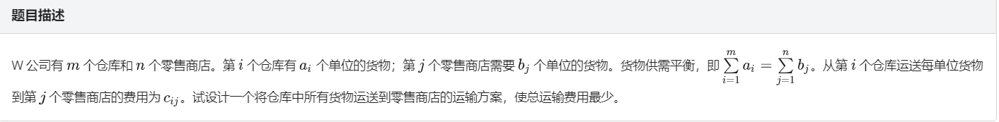 题目描述
W 公司有 m 个仓库和 n 个零售商店。第 i 个仓库有 a_i 个单位的货物；第 j 个零售商店需要 b_j 个单位的货物。货物供需平衡，即 \sum_{i=1}^{m} a_i = \sum_{j=1}^{n} b_j。从第 i 个仓库运送每单位货物
到第 j 个零售商店的费用为 c_{ij}。试设计一个将仓库中所有货物运送到零售商店的运输方案，使总运输费用最少。